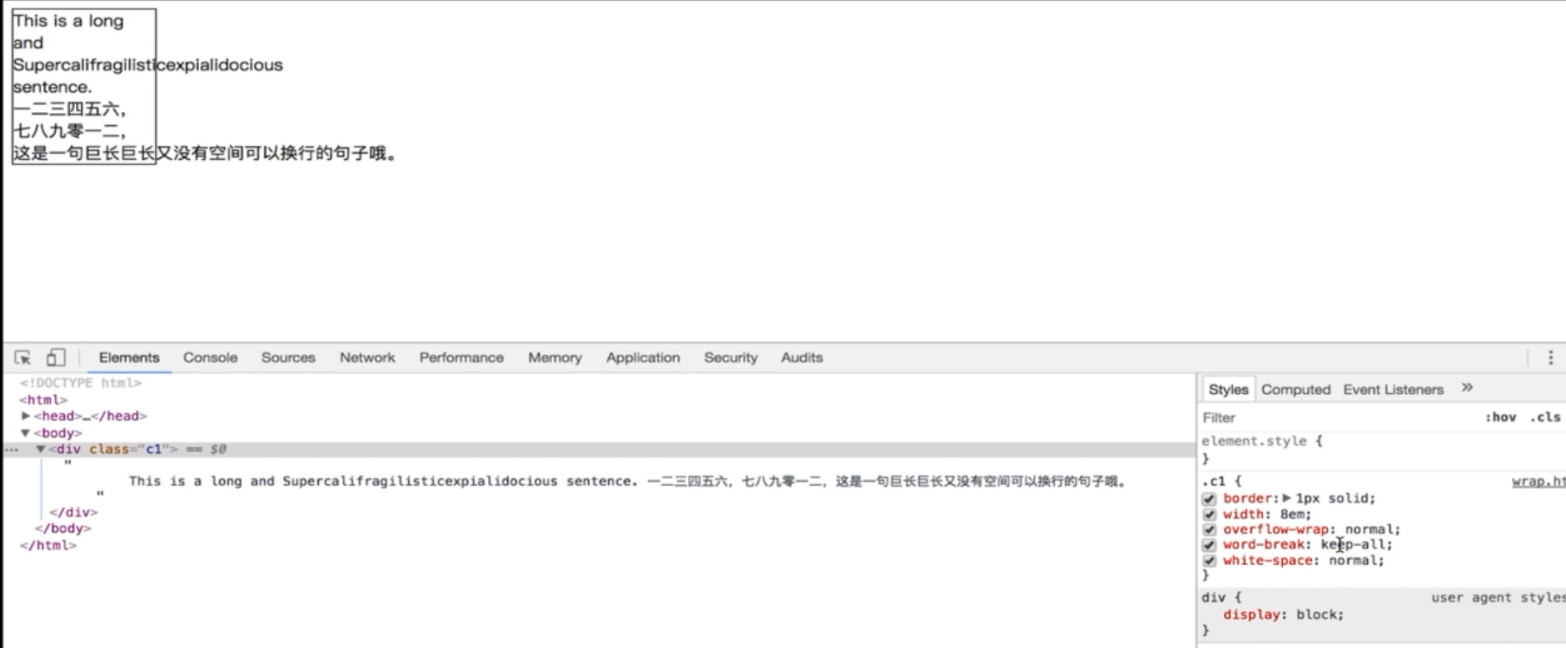 This is a long
and
Supercalifragilisticexpialidocious
sentence.
一二三四五六，
七八九零一二，
这是一句巨长巨长又没有空间可以换行的句子哦。
Elements Console Sources Network Performance Memory Application Security Audits
<!DOCTYPE html>
<html>
▶<head>…</head>
▼<body>
▼<div class="c1"> == $0
"
This is a long and Supercalifragilisticexpialidocious sentence. 一二三四五六，七八九零一二，这是一句巨长巨长又没有空间可以换行的句子哦。
"
</div>
</body>
</html>
Styles Computed Event Listeners »
Filter :hov .cls
element.style {
}
.c1 { wrap.ht
border:▶1px solid;
width: 8em;
overflow-wrap: normal;
word-break: keep-all;
white-space: normal;
}
div { user agent styles
display: block;
}